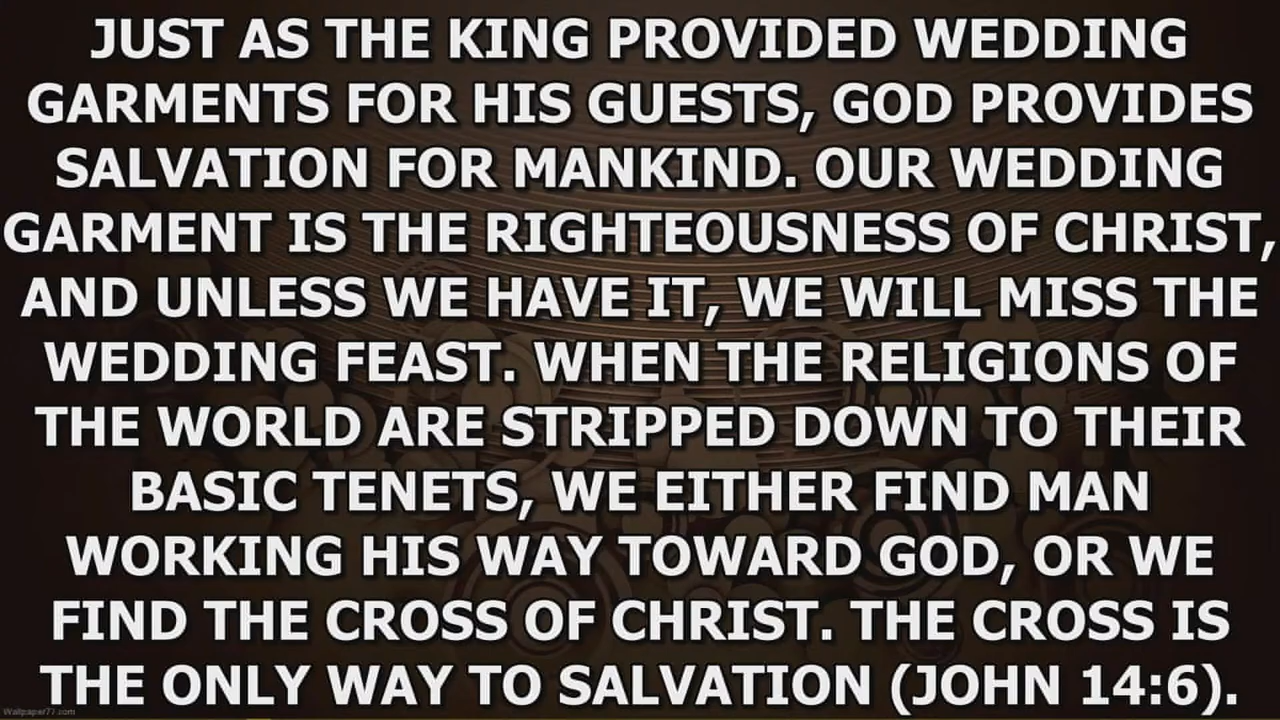 JUST AS THE KING PROVIDED WEDDING
GARMENTS FOR HIS GUESTS, GOD PROVIDES
SALVATION FOR MANKIND. OUR WEDDING
GARMENT IS THE RIGHTEOUSNESS OF CHRIST,
AND UNLESS WE HAVE IT, WE WILL MISS THE
WEDDING FEAST. WHEN THE RELIGIONS OF
THE WORLD ARE STRIPPED DOWN TO THEIR
BASIC TENETS, WE EITHER FIND MAN
WORKING HIS WAY TOWARD GOD, OR WE
FIND THE CROSS OF CHRIST. THE CROSS IS
THE ONLY WAY TO SALVATION (JOHN 14:6).
Wallpaper77.com